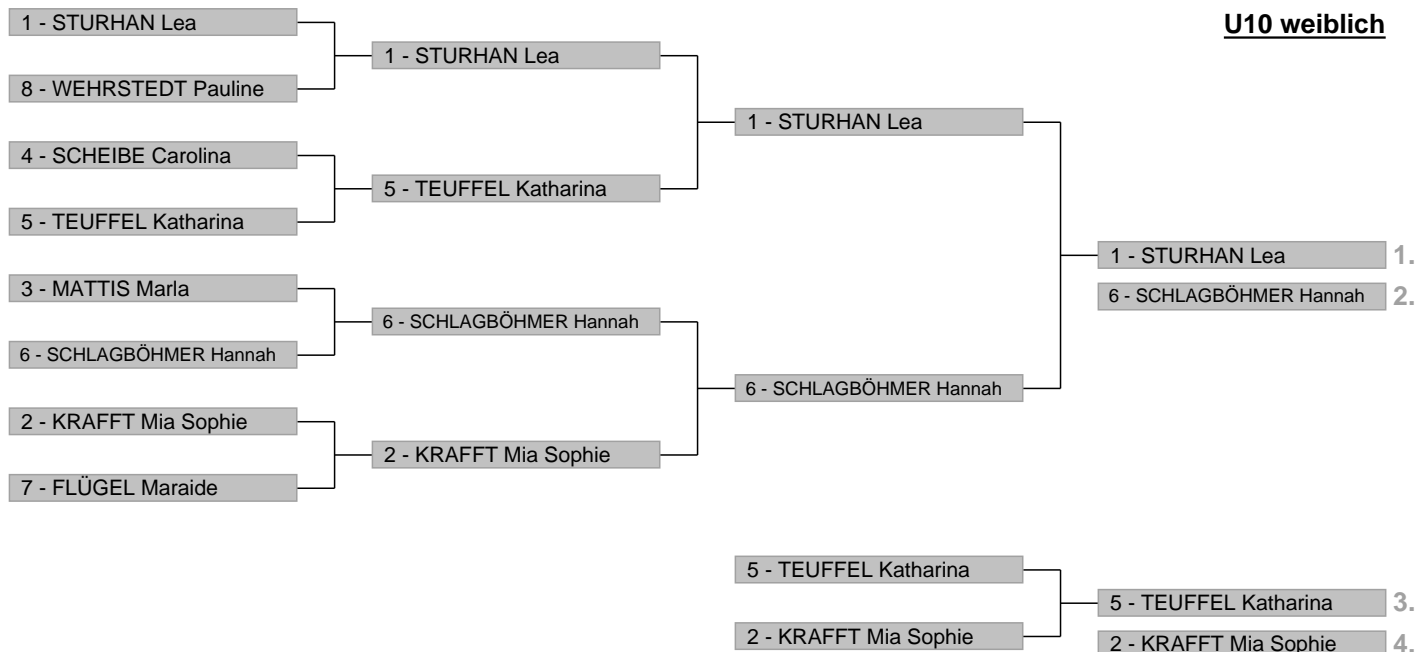 U10 weiblich
1 - STURHAN Lea
8 - WEHRSTEDT Pauline
4 - SCHEIBE Carolina
5 - TEUFFEL Katharina
3 - MATTIS Marla
6 - SCHLAGBÖHMER Hannah
2 - KRAFFT Mia Sophie
7 - FLÜGEL Maraide
1 - STURHAN Lea
5 - TEUFFEL Katharina
6 - SCHLAGBÖHMER Hannah
2 - KRAFFT Mia Sophie
1 - STURHAN Lea
6 - SCHLAGBÖHMER Hannah
1 - STURHAN Lea 1.
6 - SCHLAGBÖHMER Hannah 2.
5 - TEUFFEL Katharina
2 - KRAFFT Mia Sophie
5 - TEUFFEL Katharina 3.
2 - KRAFFT Mia Sophie 4.